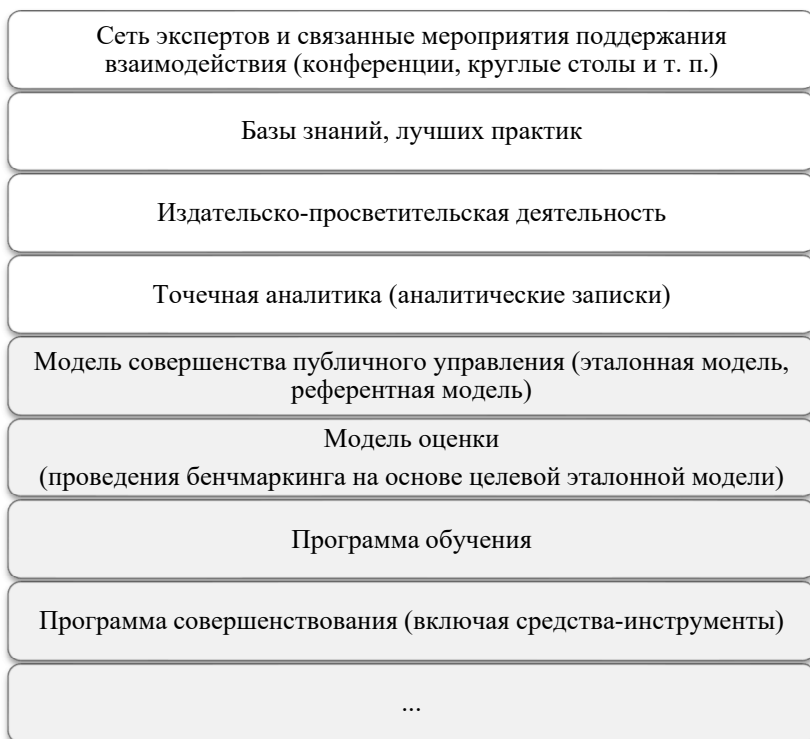 Сеть экспертов и связанные мероприятия поддержания
взаимодействия (конференции, круглые столы и т. п.)
Базы знаний, лучших практик
Издательско-просветительская деятельность
Точечная аналитика (аналитические записки)
Модель совершенства публичного управления (эталонная модель,
референтная модель)
Модель оценки
(проведения бенчмаркинга на основе целевой эталонной модели)
Программа обучения
Программа совершенствования (включая средства-инструменты)
...